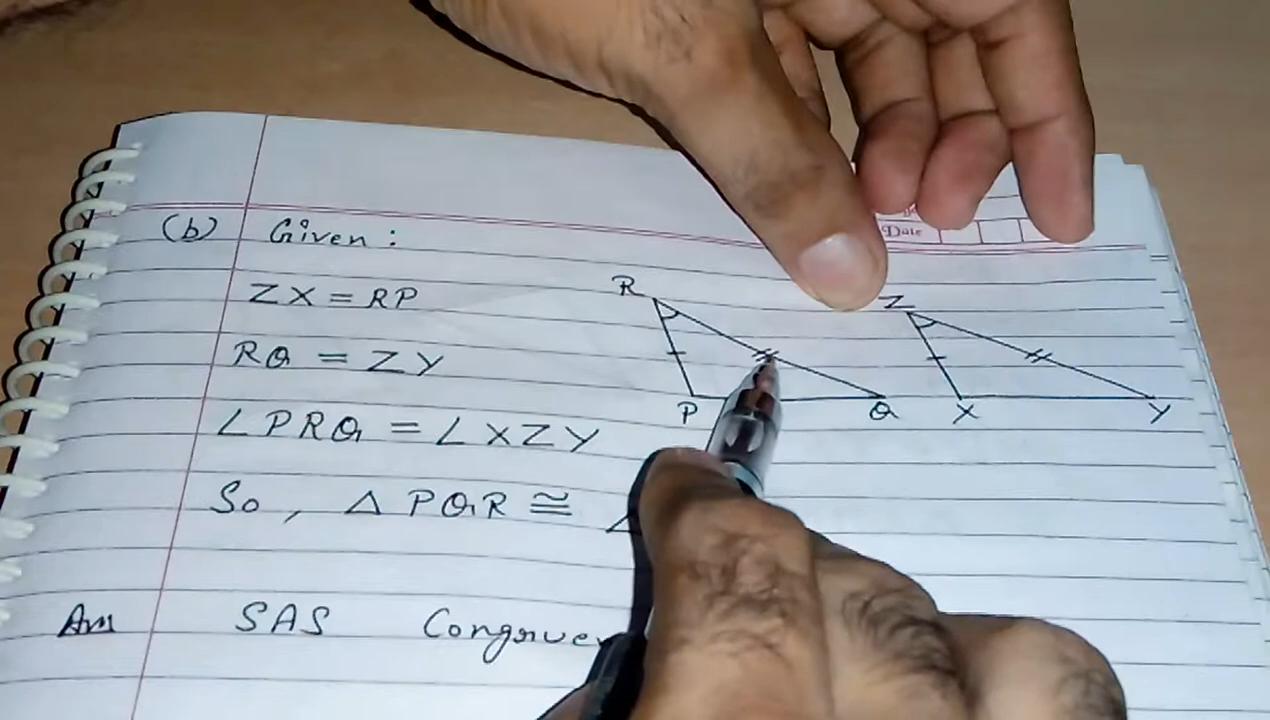 Date
(b) Given :
ZX = RP
RQ = ZY
∠PRQ = ∠XZY
So, △PQR ≅ △
Ans SAS
R
Z
P Q X Y